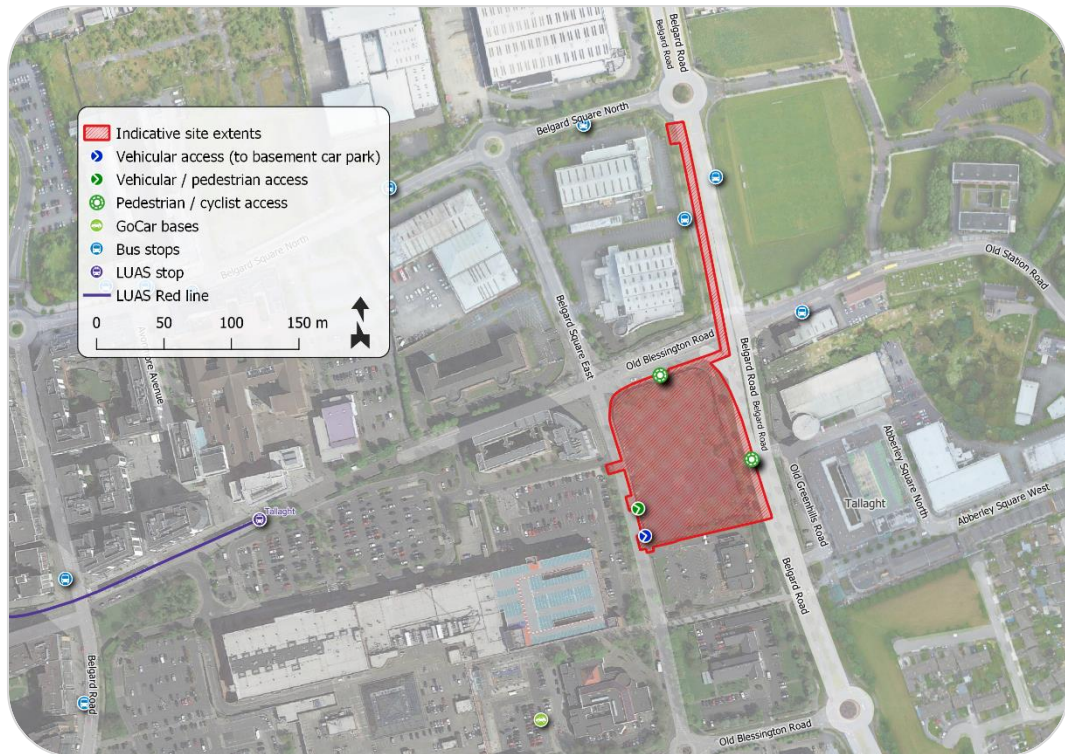 Belgard Road
Belgard Road
Belgard Square North
Indicative site extents
Vehicular access (to basement car park)
Vehicular / pedestrian access
Pedestrian / cyclist access
GoCar bases
Bus stops
LUAS stop
LUAS Red line
0 50 100 150 m
Belgard Square North
Old Station Road
Belgard Square East
Old Blessington Road
Belgard Road
Belgard Road
Old Greenhills Road
Tallaght
Abberley Square North
Abberley Square West
Tallaght
Belgard Road
Belgard Road
Old Blessington Road